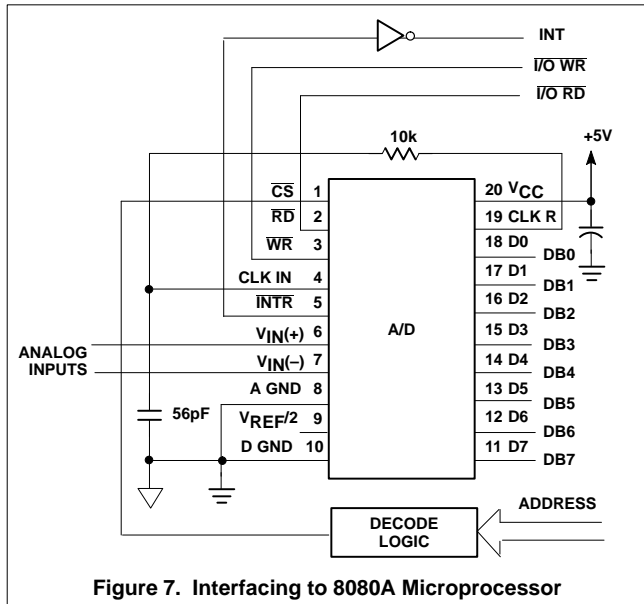 INT
I/O WR
I/O RD
10k
+5V
CS 1
RD 2
WR 3
CLK IN 4
INTR 5
VIN(+) 6
VIN(–) 7
A GND 8
VREF/2 9
D GND 10
A/D
20 VCC
19 CLK R
18 D0
17 D1
16 D2
15 D3
14 D4
13 D5
12 D6
11 D7
DB0
DB1
DB2
DB3
DB4
DB5
DB6
DB7
ANALOG
INPUTS
56pF
DECODE
LOGIC
ADDRESS
Figure 7. Interfacing to 8080A Microprocessor